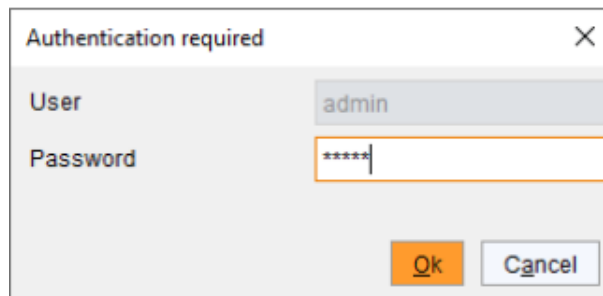 Authentication required
User admin
Password *****
Ok Cancel